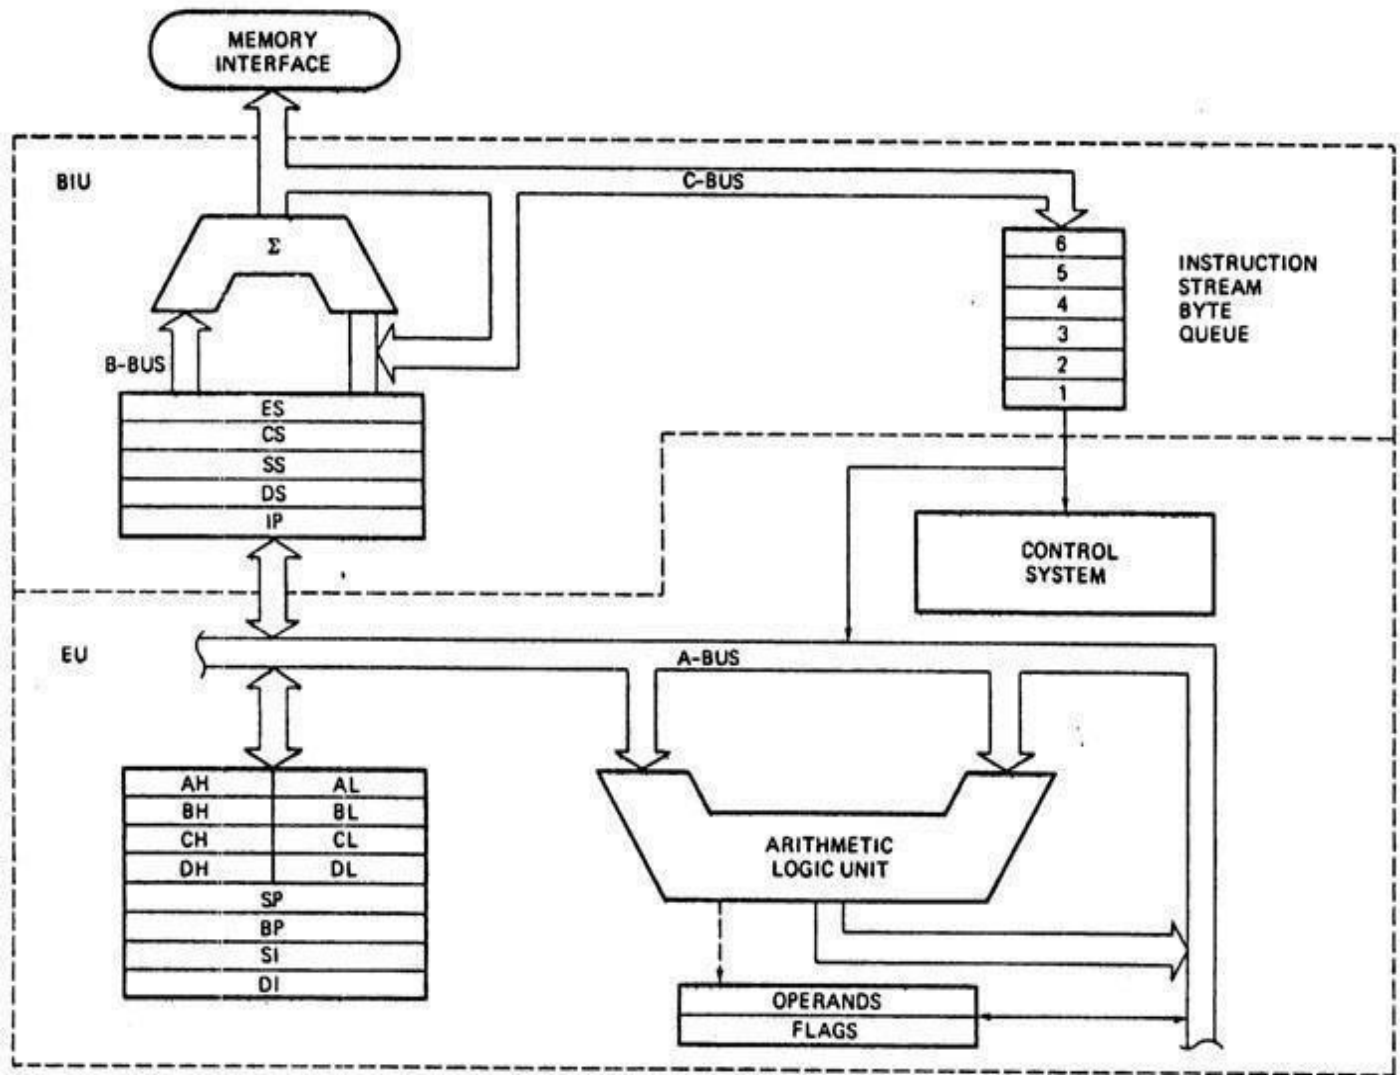 MEMORY
INTERFACE
BIU
C-BUS
Σ
6
5
4
3
2
1
INSTRUCTION
STREAM
BYTE
QUEUE
B-BUS
ES
CS
SS
DS
IP
CONTROL
SYSTEM
EU
A-BUS
AH AL
BH BL
CH CL
DH DL
SP
BP
SI
DI
ARITHMETIC
LOGIC UNIT
OPERANDS
FLAGS